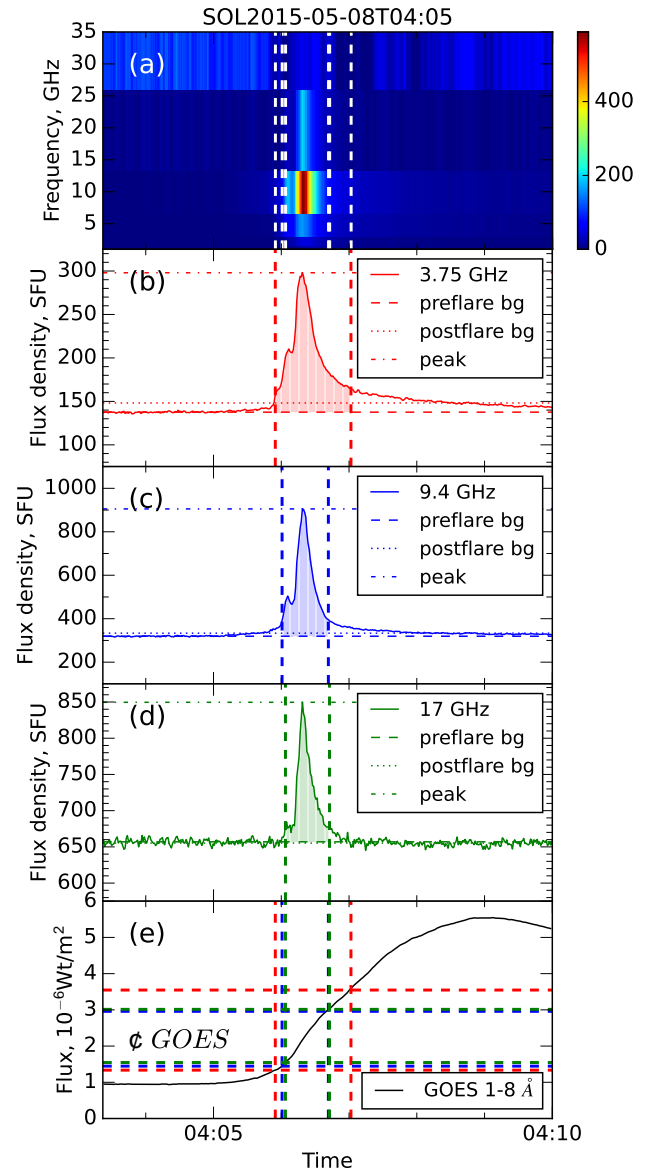 SOL2015-05-08T04:05
(a)
Frequency, GHz
35
30
25
20
15
10
5
400
200
0
(b)
Flux density, SFU
300
250
200
150
100
3.75 GHz
preflare bg
postflare bg
peak
(c)
Flux density, SFU
1000
800
600
400
200
9.4 GHz
preflare bg
postflare bg
peak
(d)
Flux density, SFU
850
800
750
700
650
600
17 GHz
preflare bg
postflare bg
peak
(e)
Flux, 10⁻⁶Wt/m²
6
5
4
3
2
1
0
¢ GOES
GOES 1-8 Å
04:05
04:10
Time